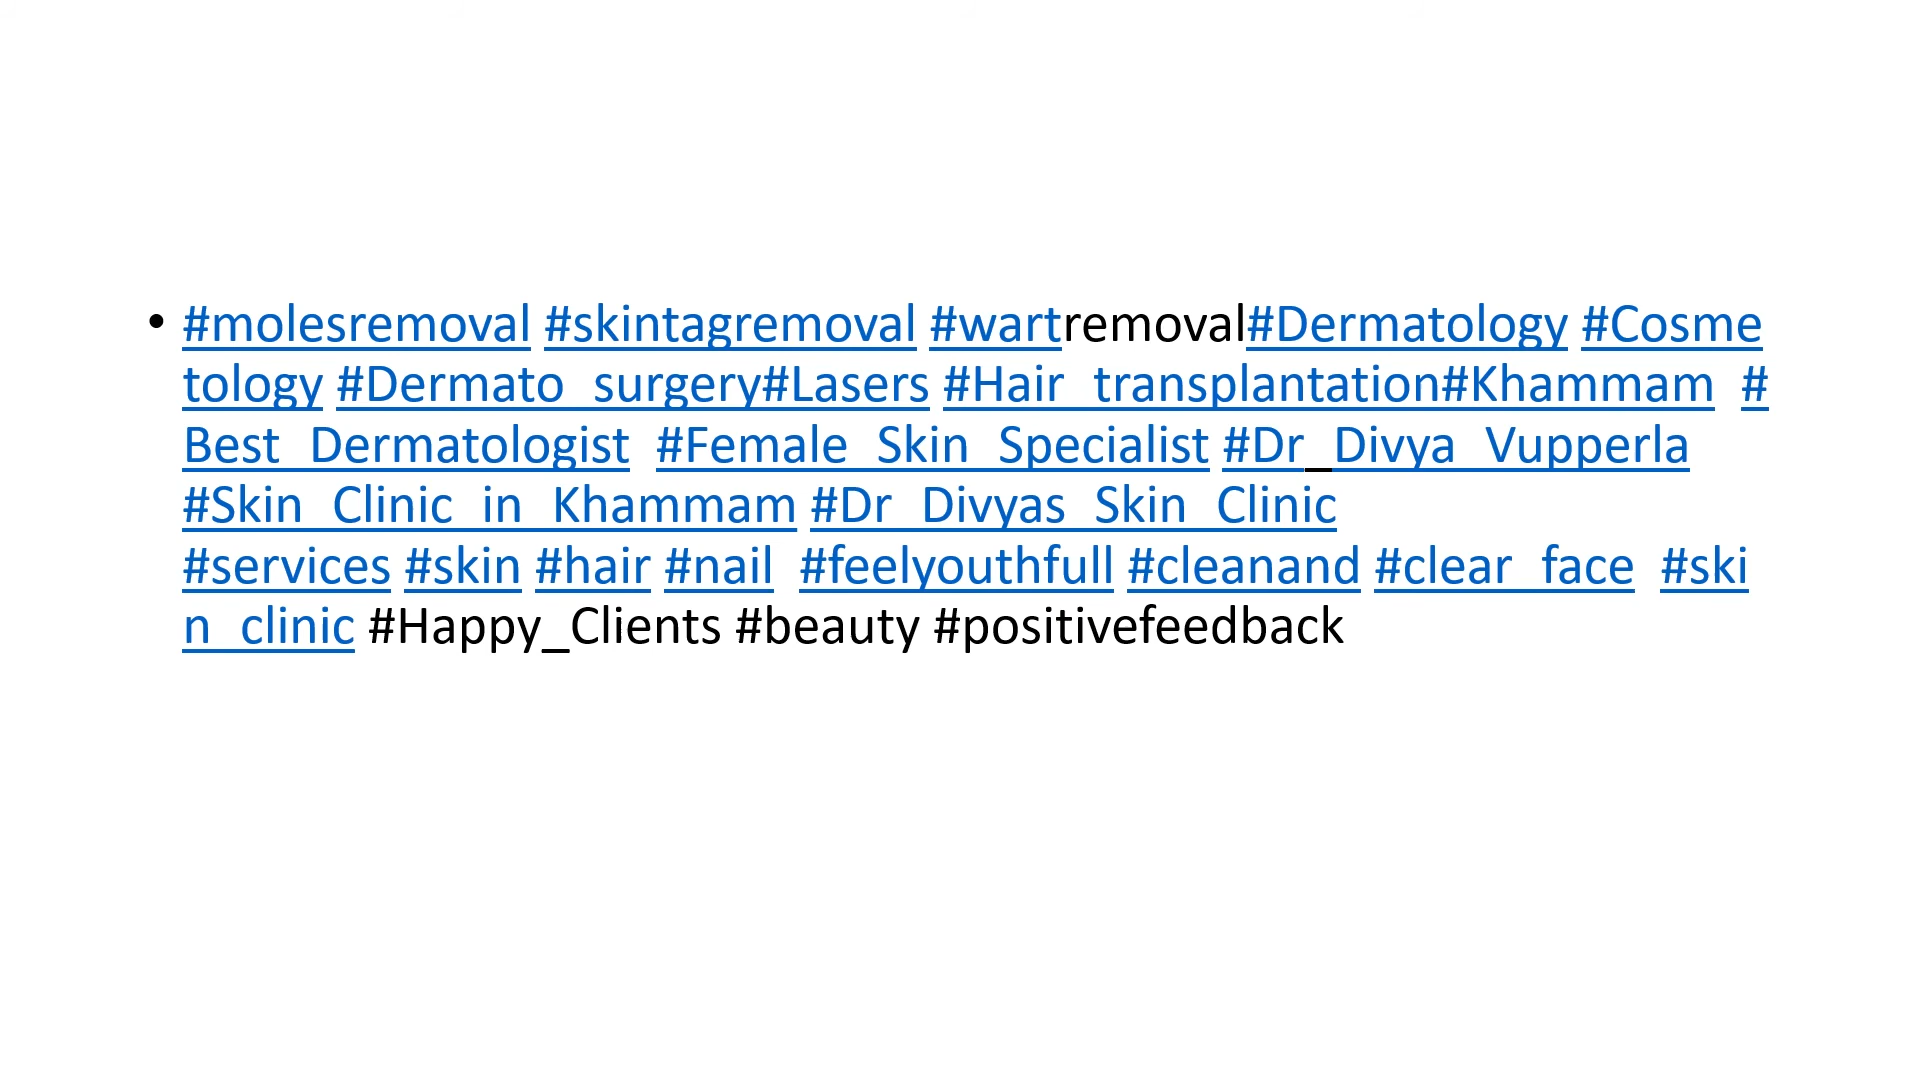 • #molesremoval #skintagremoval #wartremoval#Dermatology #Cosme
tology #Dermato_surgery#Lasers #Hair_transplantation#Khammam  #
Best_Dermatologist  #Female_Skin_Specialist #Dr_Divya_Vupperla
#Skin_Clinic_in_Khammam #Dr_Divyas_Skin_Clinic
#services #skin #hair #nail  #feelyouthfull #cleanand #clear_face  #ski
n_clinic #Happy_Clients #beauty #positivefeedback